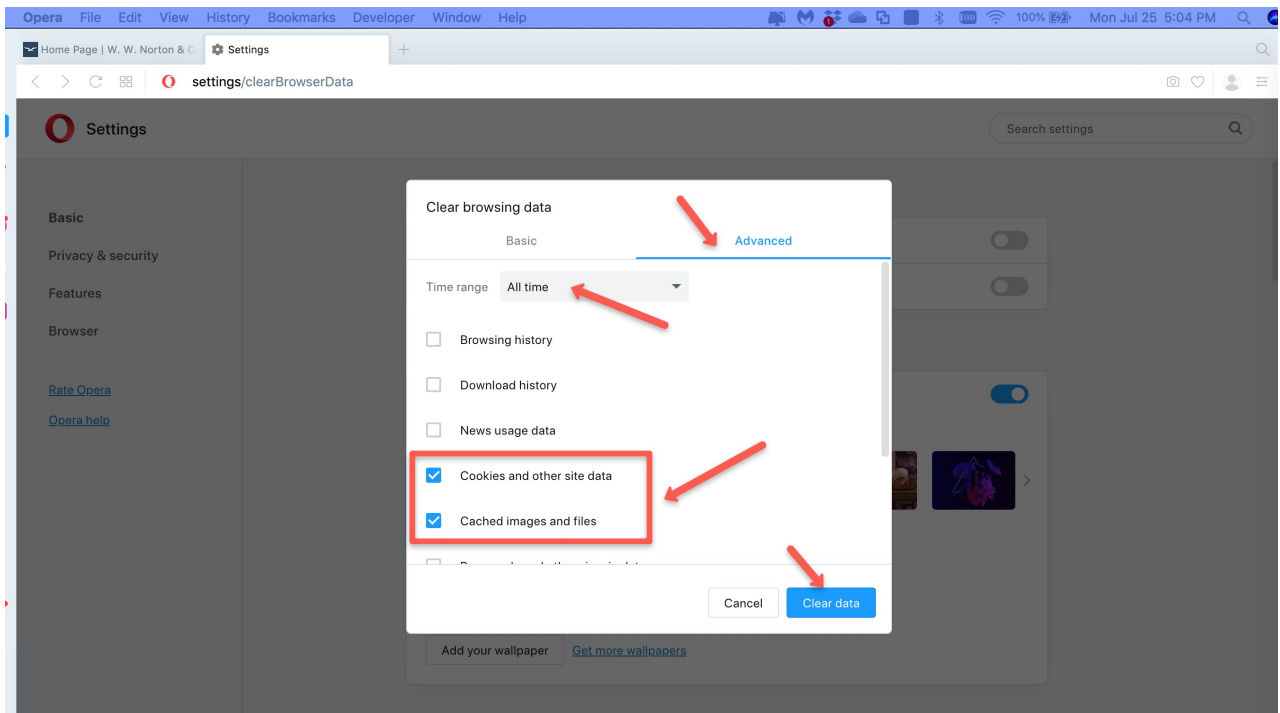 Opera File Edit View History Bookmarks Developer Window Help 100% Mon Jul 25 5:04 PM
Home Page | W. W. Norton & C Settings
settings/clearBrowserData
Settings
Search settings
Clear browsing data
Basic Advanced
Basic
Privacy & security
Features
Browser
Rate Opera
Opera help
Time range All time
Browsing history
Download history
News usage data
Cookies and other site data
Cached images and files
Cancel Clear data
Add your wallpaper Get more wallpapers